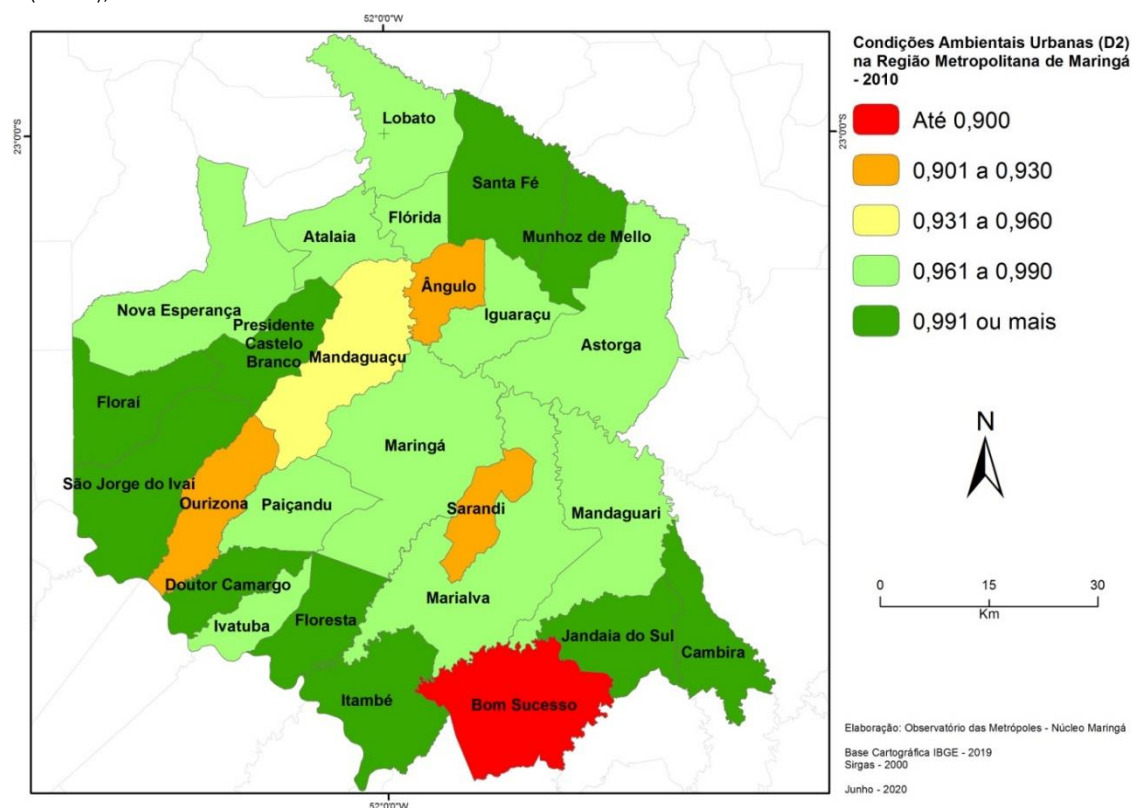 52°0'0"W
Condições Ambientais Urbanas (D2)
na Região Metropolitana de Maringá
- 2010
Até 0,900
0,901 a 0,930
0,931 a 0,960
0,961 a 0,990
0,991 ou mais
23°0'0"S
23°0'0"S
Lobato
Santa Fé
Flórida
Munhoz de Mello
Atalaia
Ângulo
Nova Esperança
Iguaraçu
Presidente
Castelo
Branco
Mandaguaçu
Astorga
Floraí
Maringá
São Jorge do Ivaí
Ourizona
Paiçandu
Sarandi
Mandaguari
Doutor Camargo
Ivatuba
Floresta
Marialva
Jandaia do Sul
Cambira
Itambé
Bom Sucesso
N
0 15 30
Km
Elaboração: Observatório das Metrópoles - Núcleo Maringá
Base Cartográfica IBGE - 2019
Sirgas - 2000
Junho - 2020
52°0'0"W